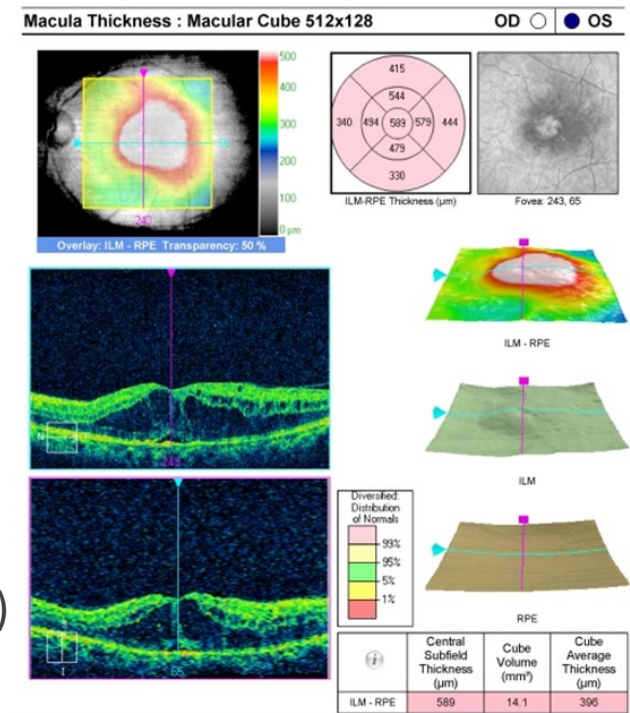 Macula Thickness : Macular Cube 512x128 OD OS
500
400
300
200
100
0 µm
243
Overlay: ILM - RPE Transparency: 50 %
415
544
340 494 589 579 444
479
330
ILM-RPE Thickness (µm)
Fovea: 243, 65
ILM - RPE
ILM
RPE
N
65
I
)
Diversified:
Distribution
of Normals
99%
95%
5%
1%
Central
Subfield
Thickness
(µm)
Cube
Volume
(mm³)
Cube
Average
Thickness
(µm)
ILM - RPE 589 14.1 396